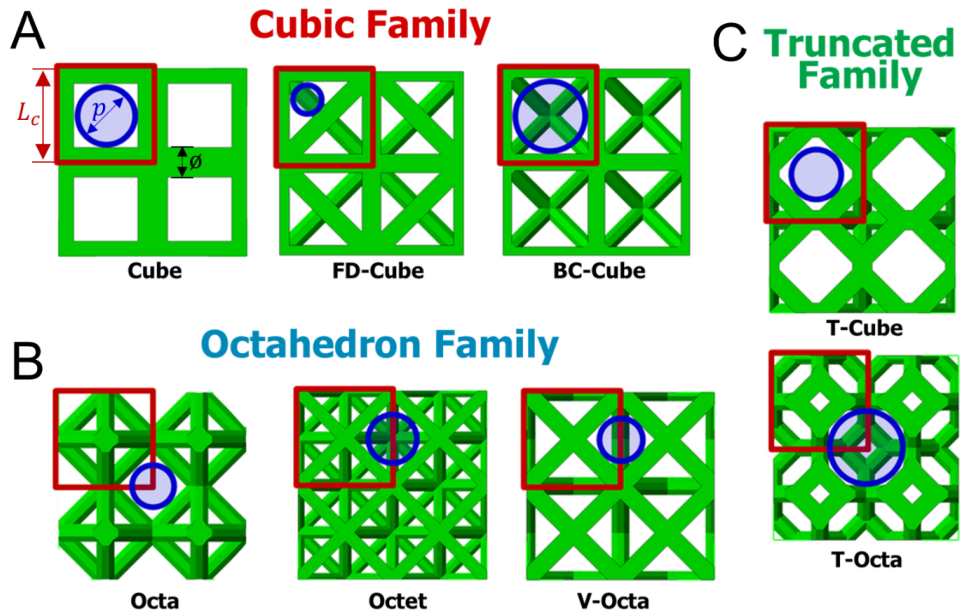 A
Cubic Family
L_c
p
ø
Cube
FD-Cube
BC-Cube
B
Octahedron Family
Octa
Octet
V-Octa
C
Truncated
Family
T-Cube
T-Octa